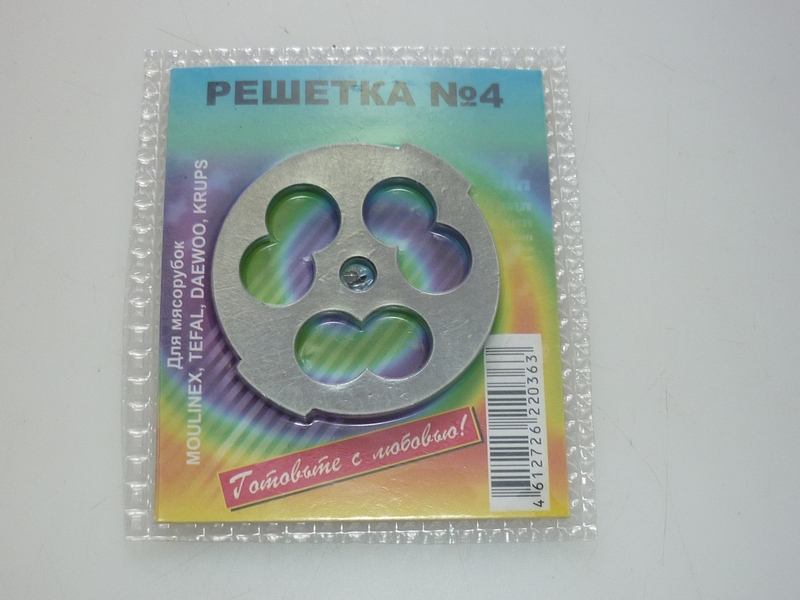 РЕШЕТКА №4
Для мясорубок
MOULINEX, TEFAL, DAEWOO, KRUPS
Готовьте с любовью!
4 612726 220363